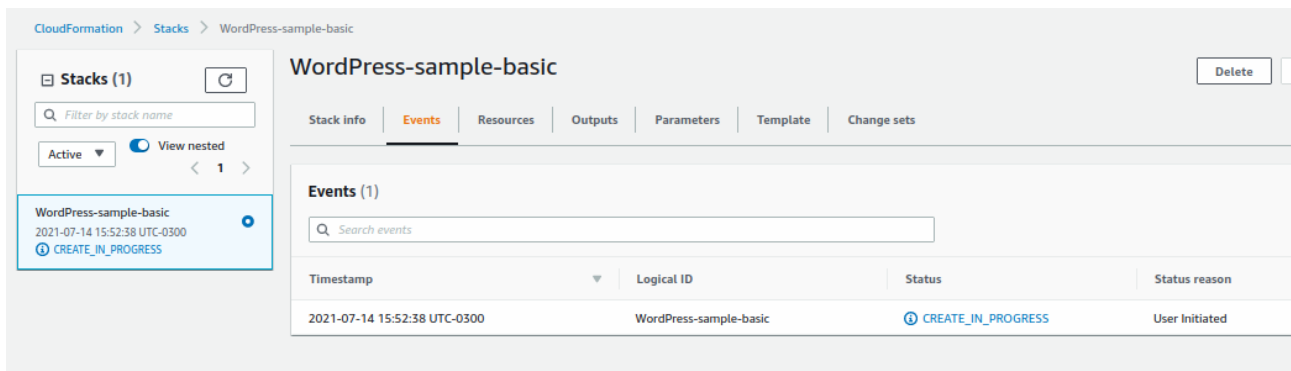 CloudFormation > Stacks > WordPress-sample-basic
Stacks (1)
Filter by stack name
Active
View nested
< 1 >
WordPress-sample-basic
2021-07-14 15:52:38 UTC-0300
CREATE_IN_PROGRESS
WordPress-sample-basic
Delete
Stack info Events Resources Outputs Parameters Template Change sets
Events (1)
Search events
Timestamp Logical ID Status Status reason
2021-07-14 15:52:38 UTC-0300 WordPress-sample-basic CREATE_IN_PROGRESS User Initiated